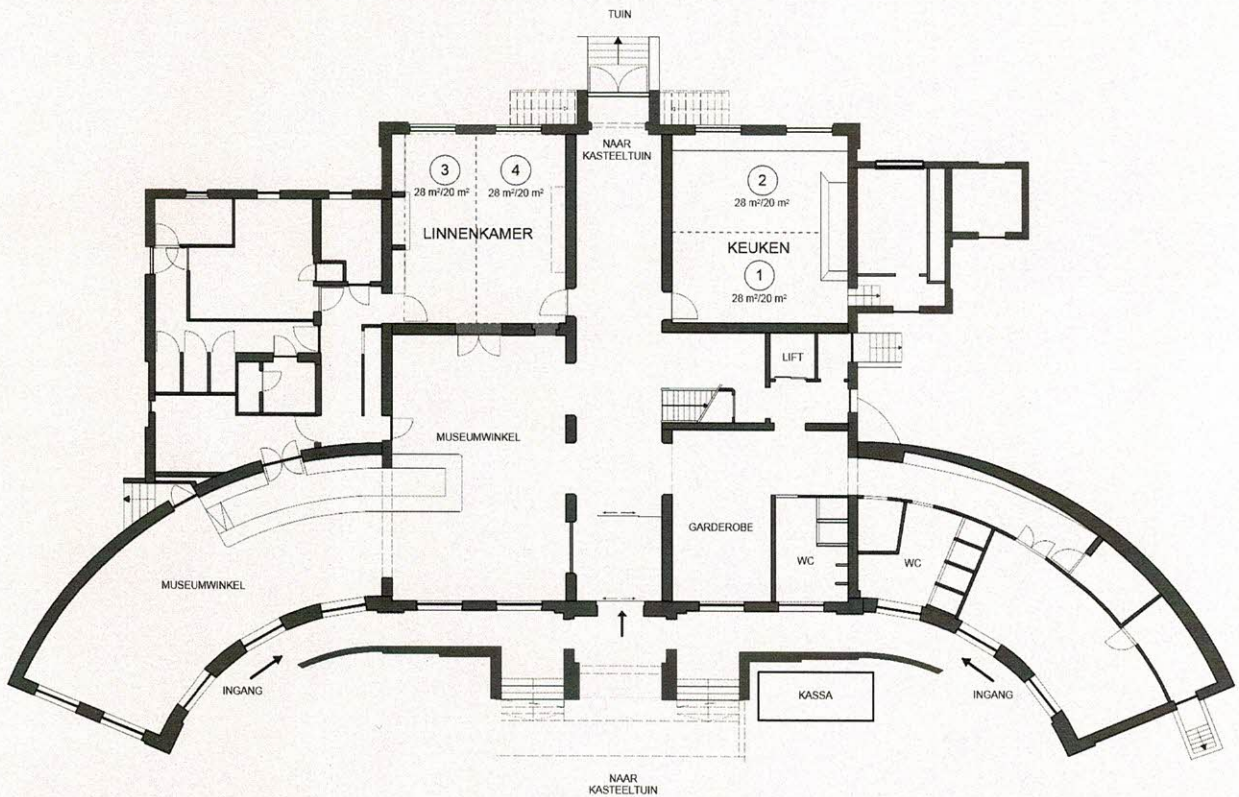 TUIN
NAAR
KASTEELTUIN
3
28 m²/20 m²
4
28 m²/20 m²
LINNENKAMER
2
28 m²/20 m²
KEUKEN
1
28 m²/20 m²
LIFT
MUSEUMWINKEL
GARDEROBE
WC
WC
MUSEUMWINKEL
INGANG
KASSA
INGANG
NAAR
KASTEELTUIN